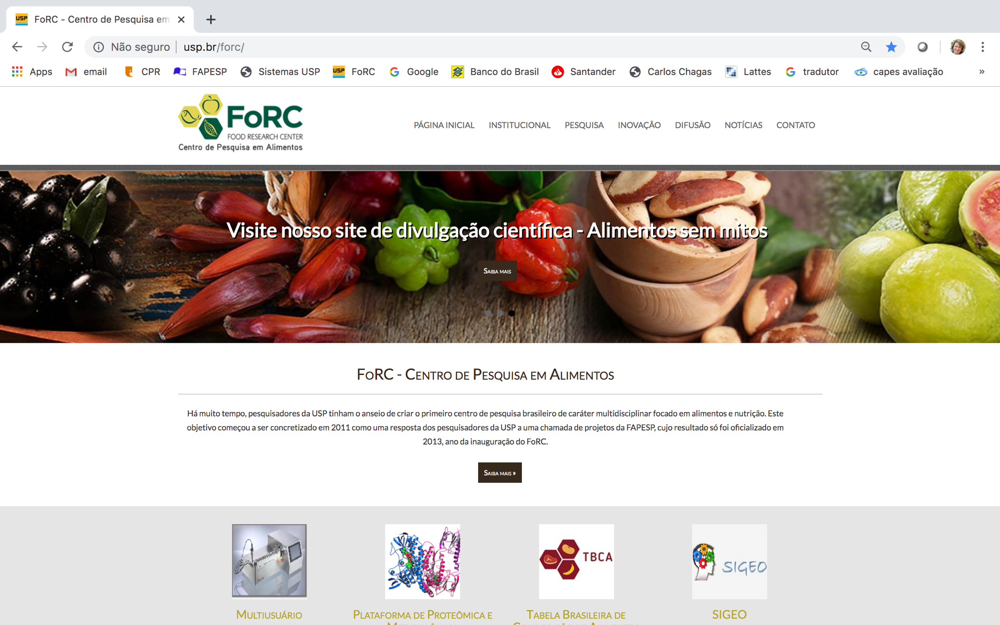 USP FoRC - Centro de Pesquisa em
Não seguro usp.br/forc/
Apps email CPR FAPESP Sistemas USP USP FoRC Google Banco do Brasil Santander Carlos Chagas Lattes tradutor capes avaliação »
FoRC
FOOD RESEARCH CENTER
Centro de Pesquisa em Alimentos
PÁGINA INICIAL INSTITUCIONAL PESQUISA INOVAÇÃO DIFUSÃO NOTÍCIAS CONTATO
Visite nosso site de divulgação científica - Alimentos sem mitos
Saiba mais
FoRC - Centro de Pesquisa em Alimentos
Há muito tempo, pesquisadores da USP tinham o anseio de criar o primeiro centro de pesquisa brasileiro de caráter multidisciplinar focado em alimentos e nutrição. Este
objetivo começou a ser concretizado em 2011 como uma resposta dos pesquisadores da USP a uma chamada de projetos da FAPESP, cujo resultado só foi oficializado em
2013, ano da inauguração do FoRC.
Saiba mais »
TBCA
SIGEO
Multiusuário
Plataforma de Proteômica e
Tabela Brasileira de
SIGEO